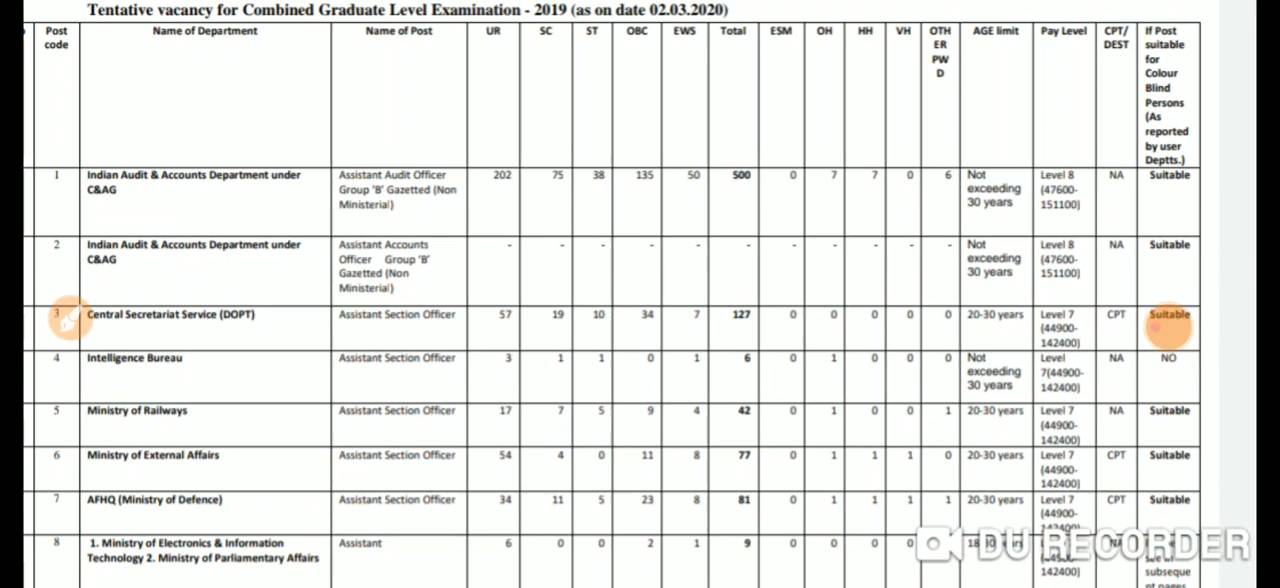 Tentative vacancy for Combined Graduate Level Examination - 2019 (as on date 02.03.2020)
Post code Name of Department Name of Post UR SC ST OBC EWS Total ESM OH HH VH OTHER PWD AGE limit Pay Level CPT/ DEST If Post suitable for Colour Blind Persons (As reported by user Deptts.)
1 Indian Audit & Accounts Department under C&AG Assistant Audit Officer Group 'B' Gazetted (Non Ministerial) 202 75 38 135 50 500 0 7 7 0 6 Not exceeding 30 years Level 8 (47600-151100) NA Suitable
2 Indian Audit & Accounts Department under C&AG Assistant Accounts Officer Group 'B' Gazetted (Non Ministerial) - - - - - - - - - - - Not exceeding 30 years Level 8 (47600-151100) NA Suitable
3 Central Secretariat Service (DOPT) Assistant Section Officer 57 19 10 34 7 127 0 0 0 0 0 20-30 years Level 7 (44900-142400) CPT Suitable
4 Intelligence Bureau Assistant Section Officer 3 1 1 0 1 6 0 1 0 0 0 Not exceeding 30 years Level 7(44900-142400) NA NO
5 Ministry of Railways Assistant Section Officer 17 7 5 9 4 42 0 1 0 0 1 20-30 years Level 7 (44900-142400) NA Suitable
6 Ministry of External Affairs Assistant Section Officer 54 4 0 11 8 77 0 1 1 1 0 20-30 years Level 7 (44900-142400) CPT Suitable
7 AFHQ (Ministry of Defence) Assistant Section Officer 34 11 5 23 8 81 0 1 1 1 1 20-30 years Level 7 (44900-142400) CPT Suitable
8 1. Ministry of Electronics & Information Technology 2. Ministry of Parliamentary Affairs Assistant 6 0 0 2 1 9 0 0 0 0 142400) subseque
DU RECORDER